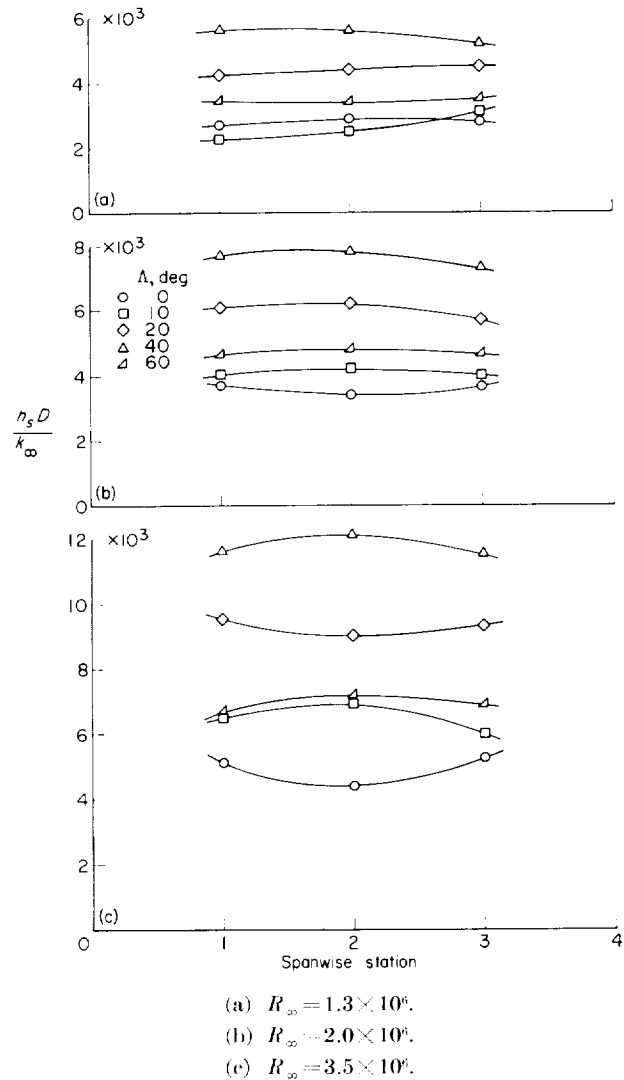 6 ×10³
4
2
0
(a)
8 ×10³
Λ, deg
0
10
20
40
60
6
4
2
0
(b)
h_s D
k_∞
12 ×10³
10
8
6
4
2
0
(c)
1 2 3 4
Spanwise station
(a) R_∞=1.3×10⁶.
(b) R_∞=2.0×10⁶.
(c) R_∞=3.5×10⁶.